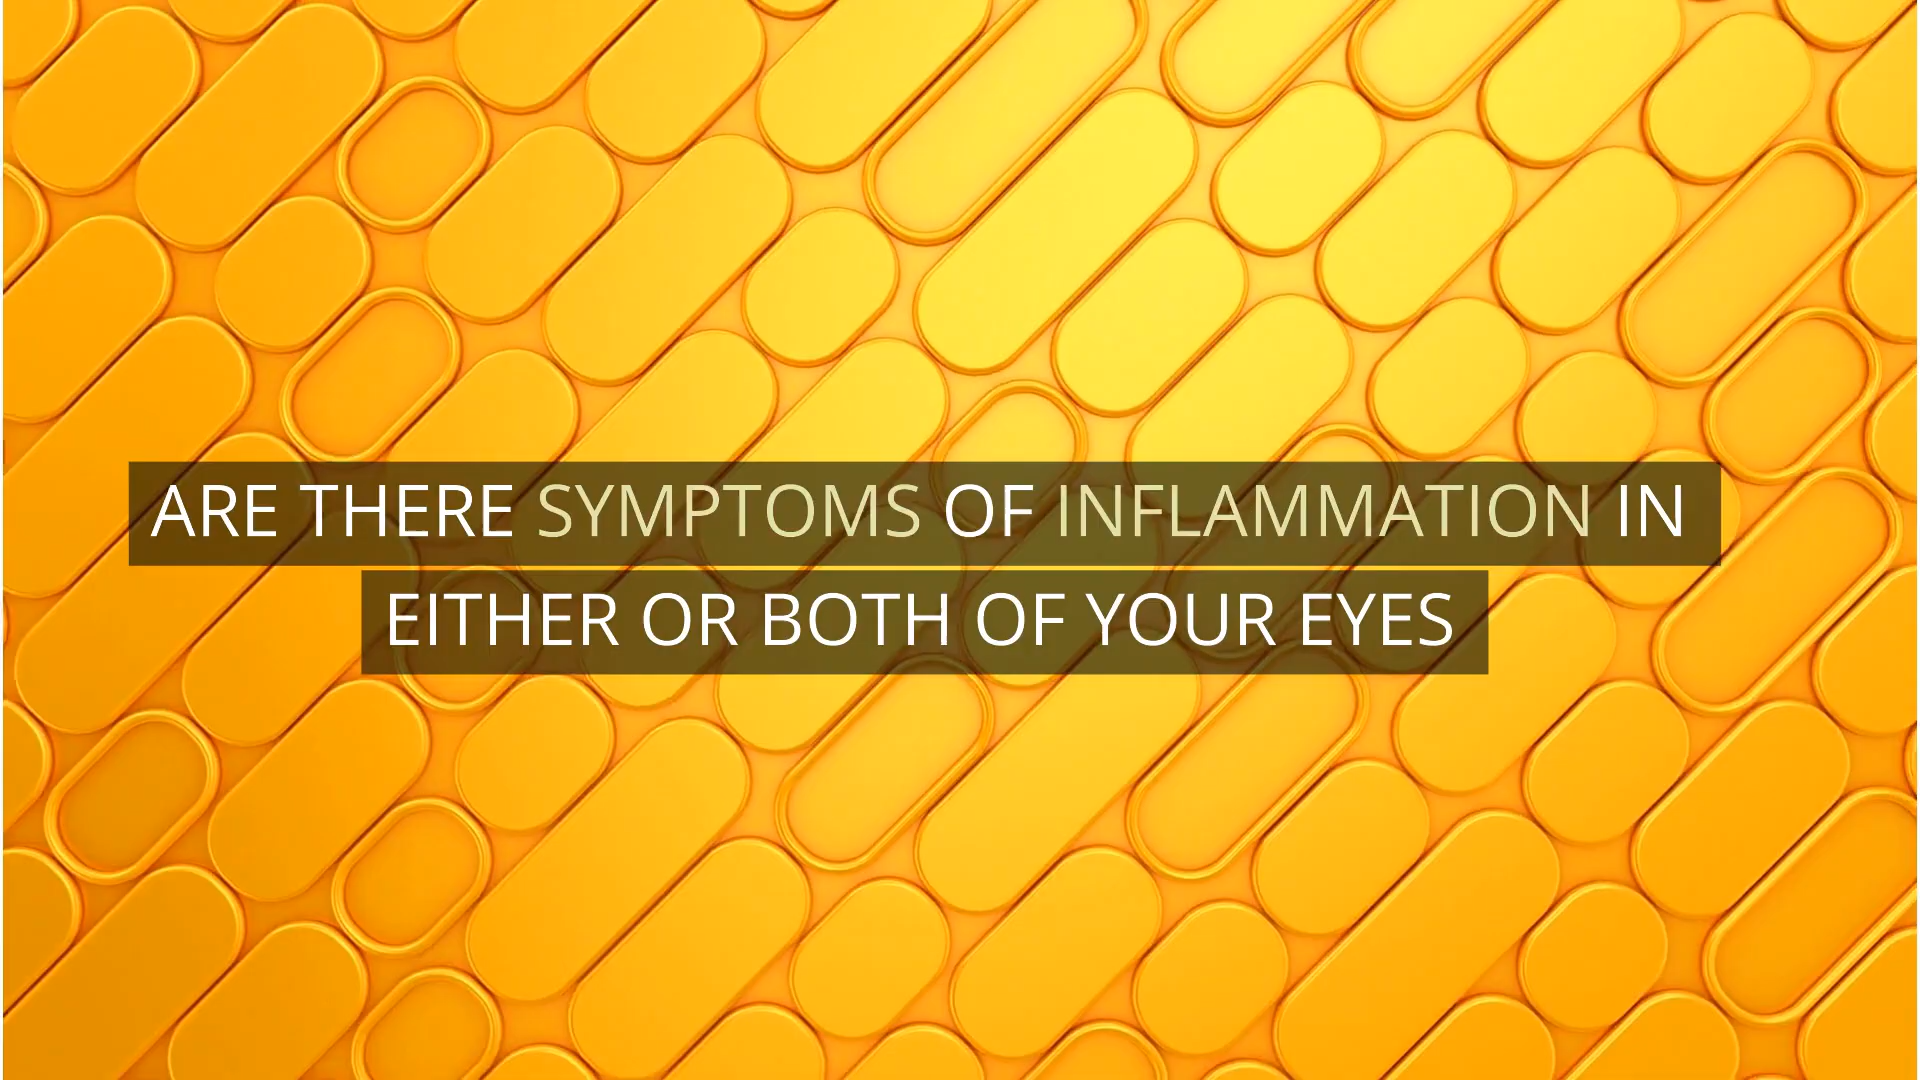 ARE THERE SYMPTOMS OF INFLAMMATION IN
EITHER OR BOTH OF YOUR EYES